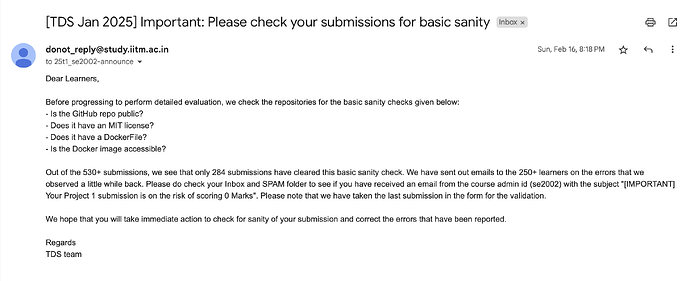 [TDS Jan 2025] Important: Please check your submissions for basic sanity Inbox ×
donot_reply@study.iitm.ac.in Sun, Feb 16, 8:18 PM
to 25t1_se2002-announce
Dear Learners,
Before progressing to perform detailed evaluation, we check the repositories for the basic sanity checks given below:
- Is the GitHub repo public?
- Does it have an MIT license?
- Does it have a DockerFile?
- Is the Docker image accessible?
Out of the 530+ submissions, we see that only 284 submissions have cleared this basic sanity check. We have sent out emails to the 250+ learners on the errors that we
observed a little while back. Please do check your Inbox and SPAM folder to see if you have received an email from the course admin id (se2002) with the subject "[IMPORTANT]
Your Project 1 submission is on the risk of scoring 0 Marks". Please note that we have taken the last submission in the form for the validation.
We hope that you will take immediate action to check for sanity of your submission and correct the errors that have been reported.
Regards
TDS team